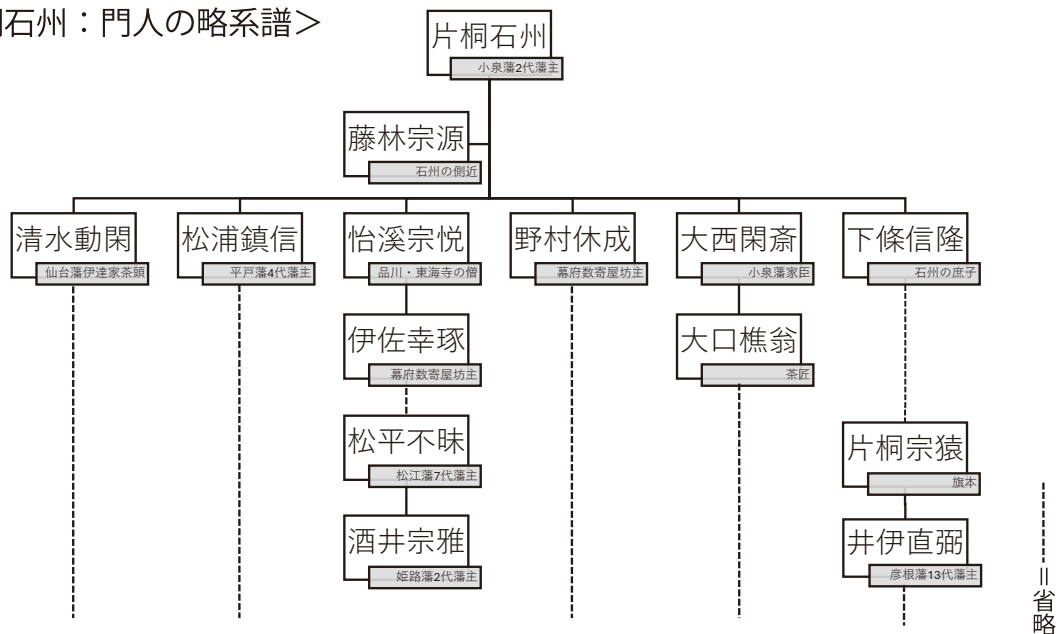 石州：門人の略系譜＞
片桐石州
小泉藩2代藩主
藤林宗源
石州の側近
清水動閑
仙台藩伊達家茶頭
松浦鎮信
平戸藩4代藩主
怡溪宗悦
品川・東海寺の僧
野村休成
幕府数寄屋坊主
大西閑斎
小泉藩家臣
下條信隆
石州の庶子
伊佐幸琢
幕府数寄屋坊主
大口樵翁
茶匠
松平不昧
松江藩7代藩主
片桐宗猿
旗本
酒井宗雅
姫路藩2代藩主
井伊直弼
彦根藩13代藩主
＝省略